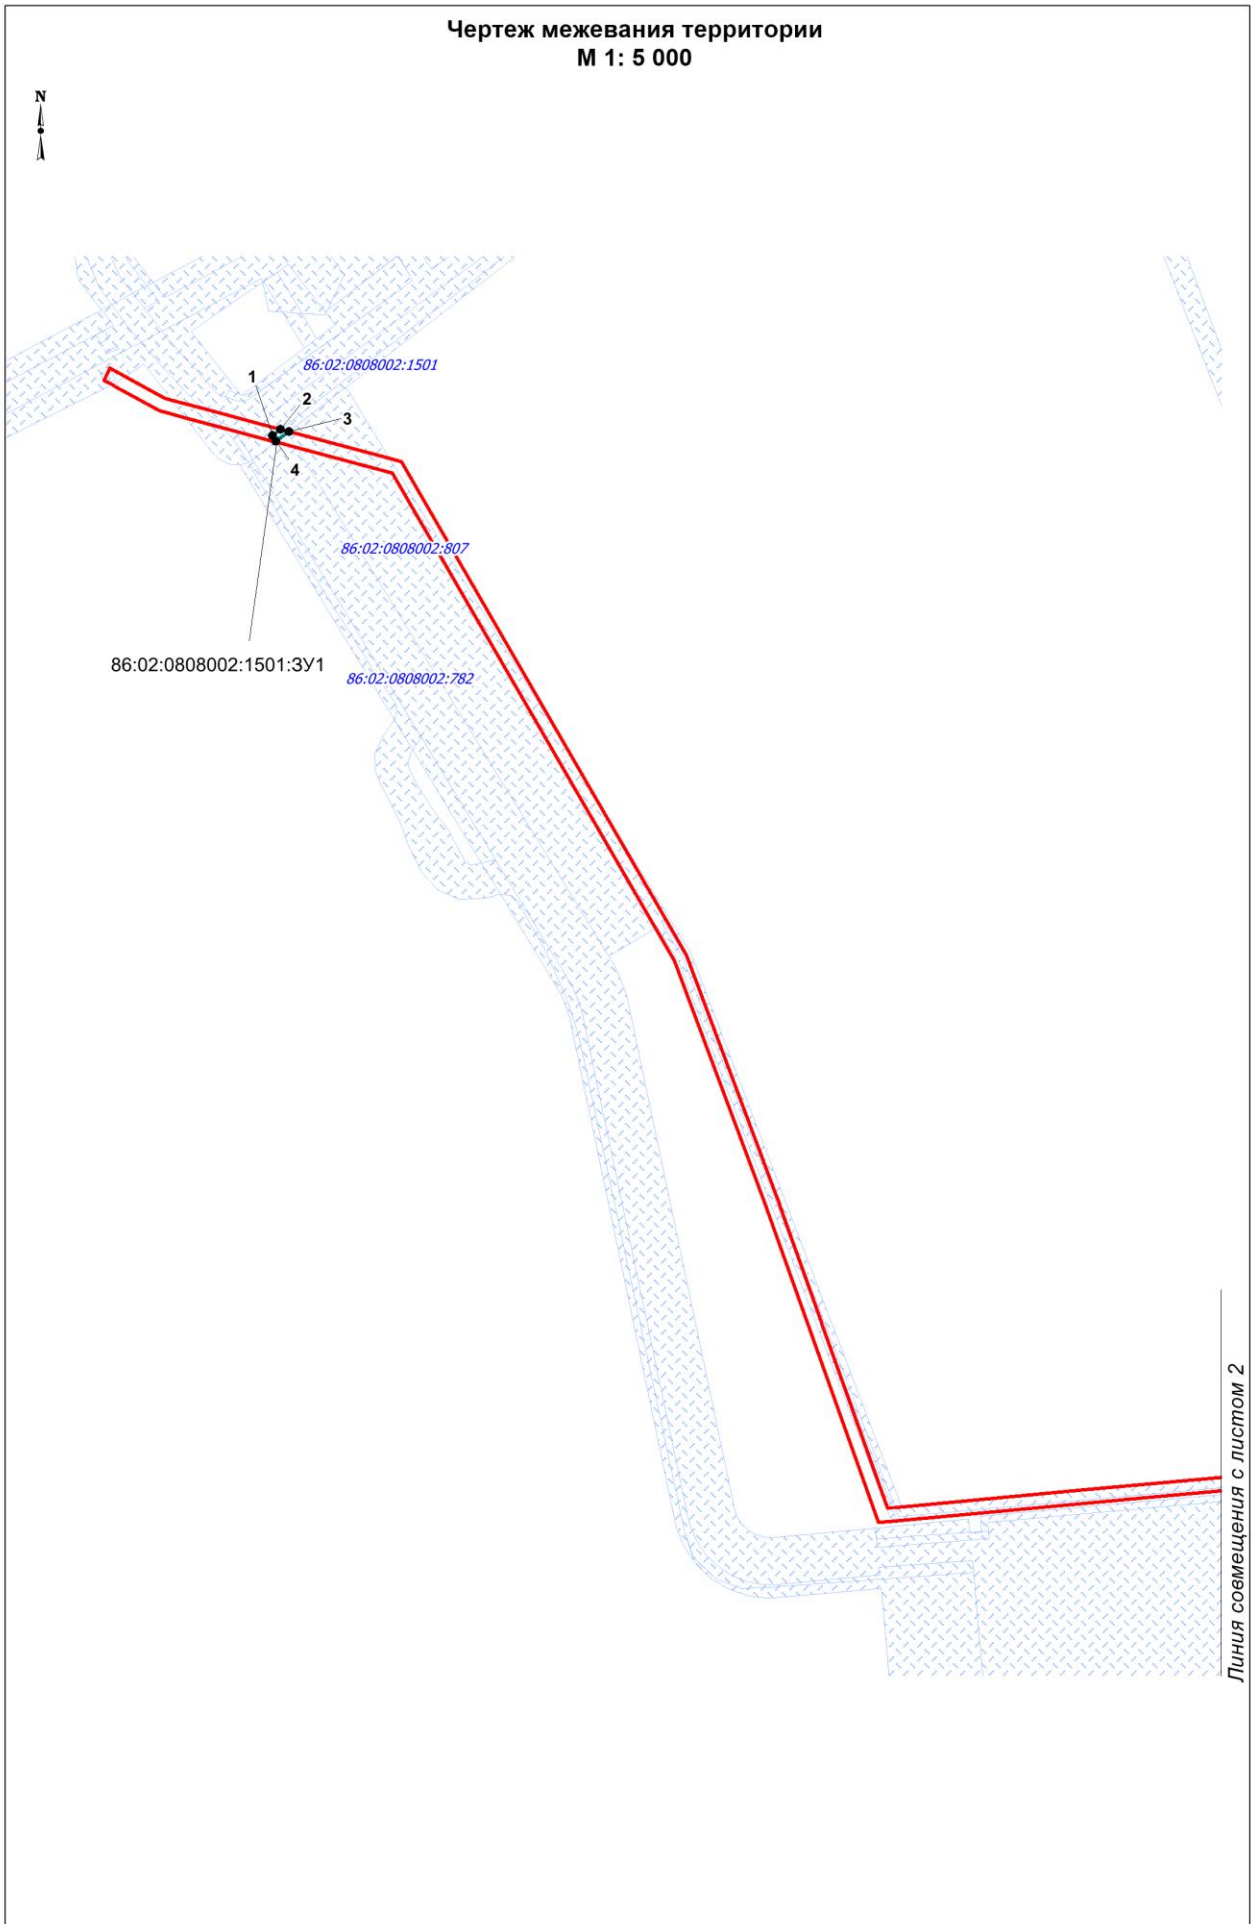 Чертеж межевания территории
М 1: 5 000
N
86:02:0808002:1501
1
2
3
4
86:02:0808002:807
86:02:0808002:1501:ЗУ1
86:02:0808002:782
Линия совмещения с листом 2